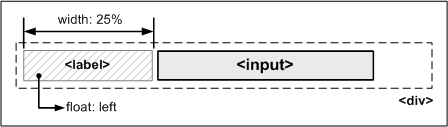 width: 25%
<label>
<input>
float: left
<div>